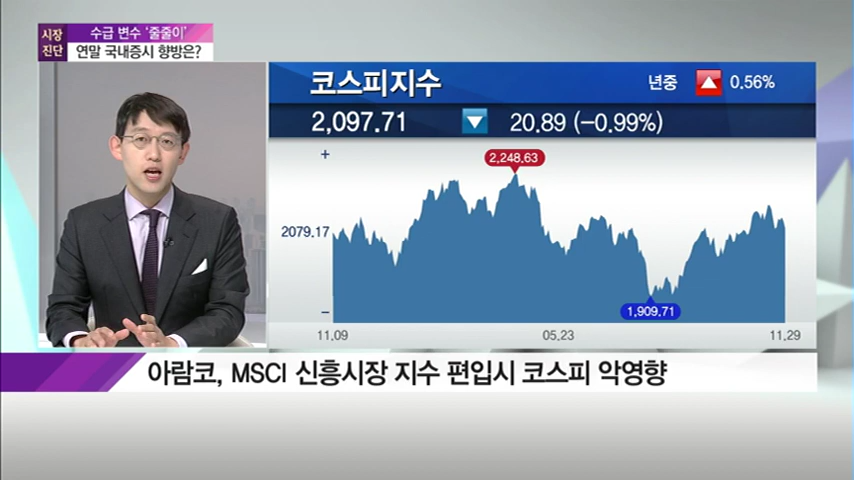 시장
진단
수급 변수 '줄줄이'
연말 국내증시 향방은?
코스피지수
년중 ▲ 0.56%
2,097.71 ▼ 20.89 (-0.99%)
+
2,248.63
2079.17
-
1,909.71
11.09 05.23 11.29
아람코, MSCI 신흥시장 지수 편입시 코스피 악영향